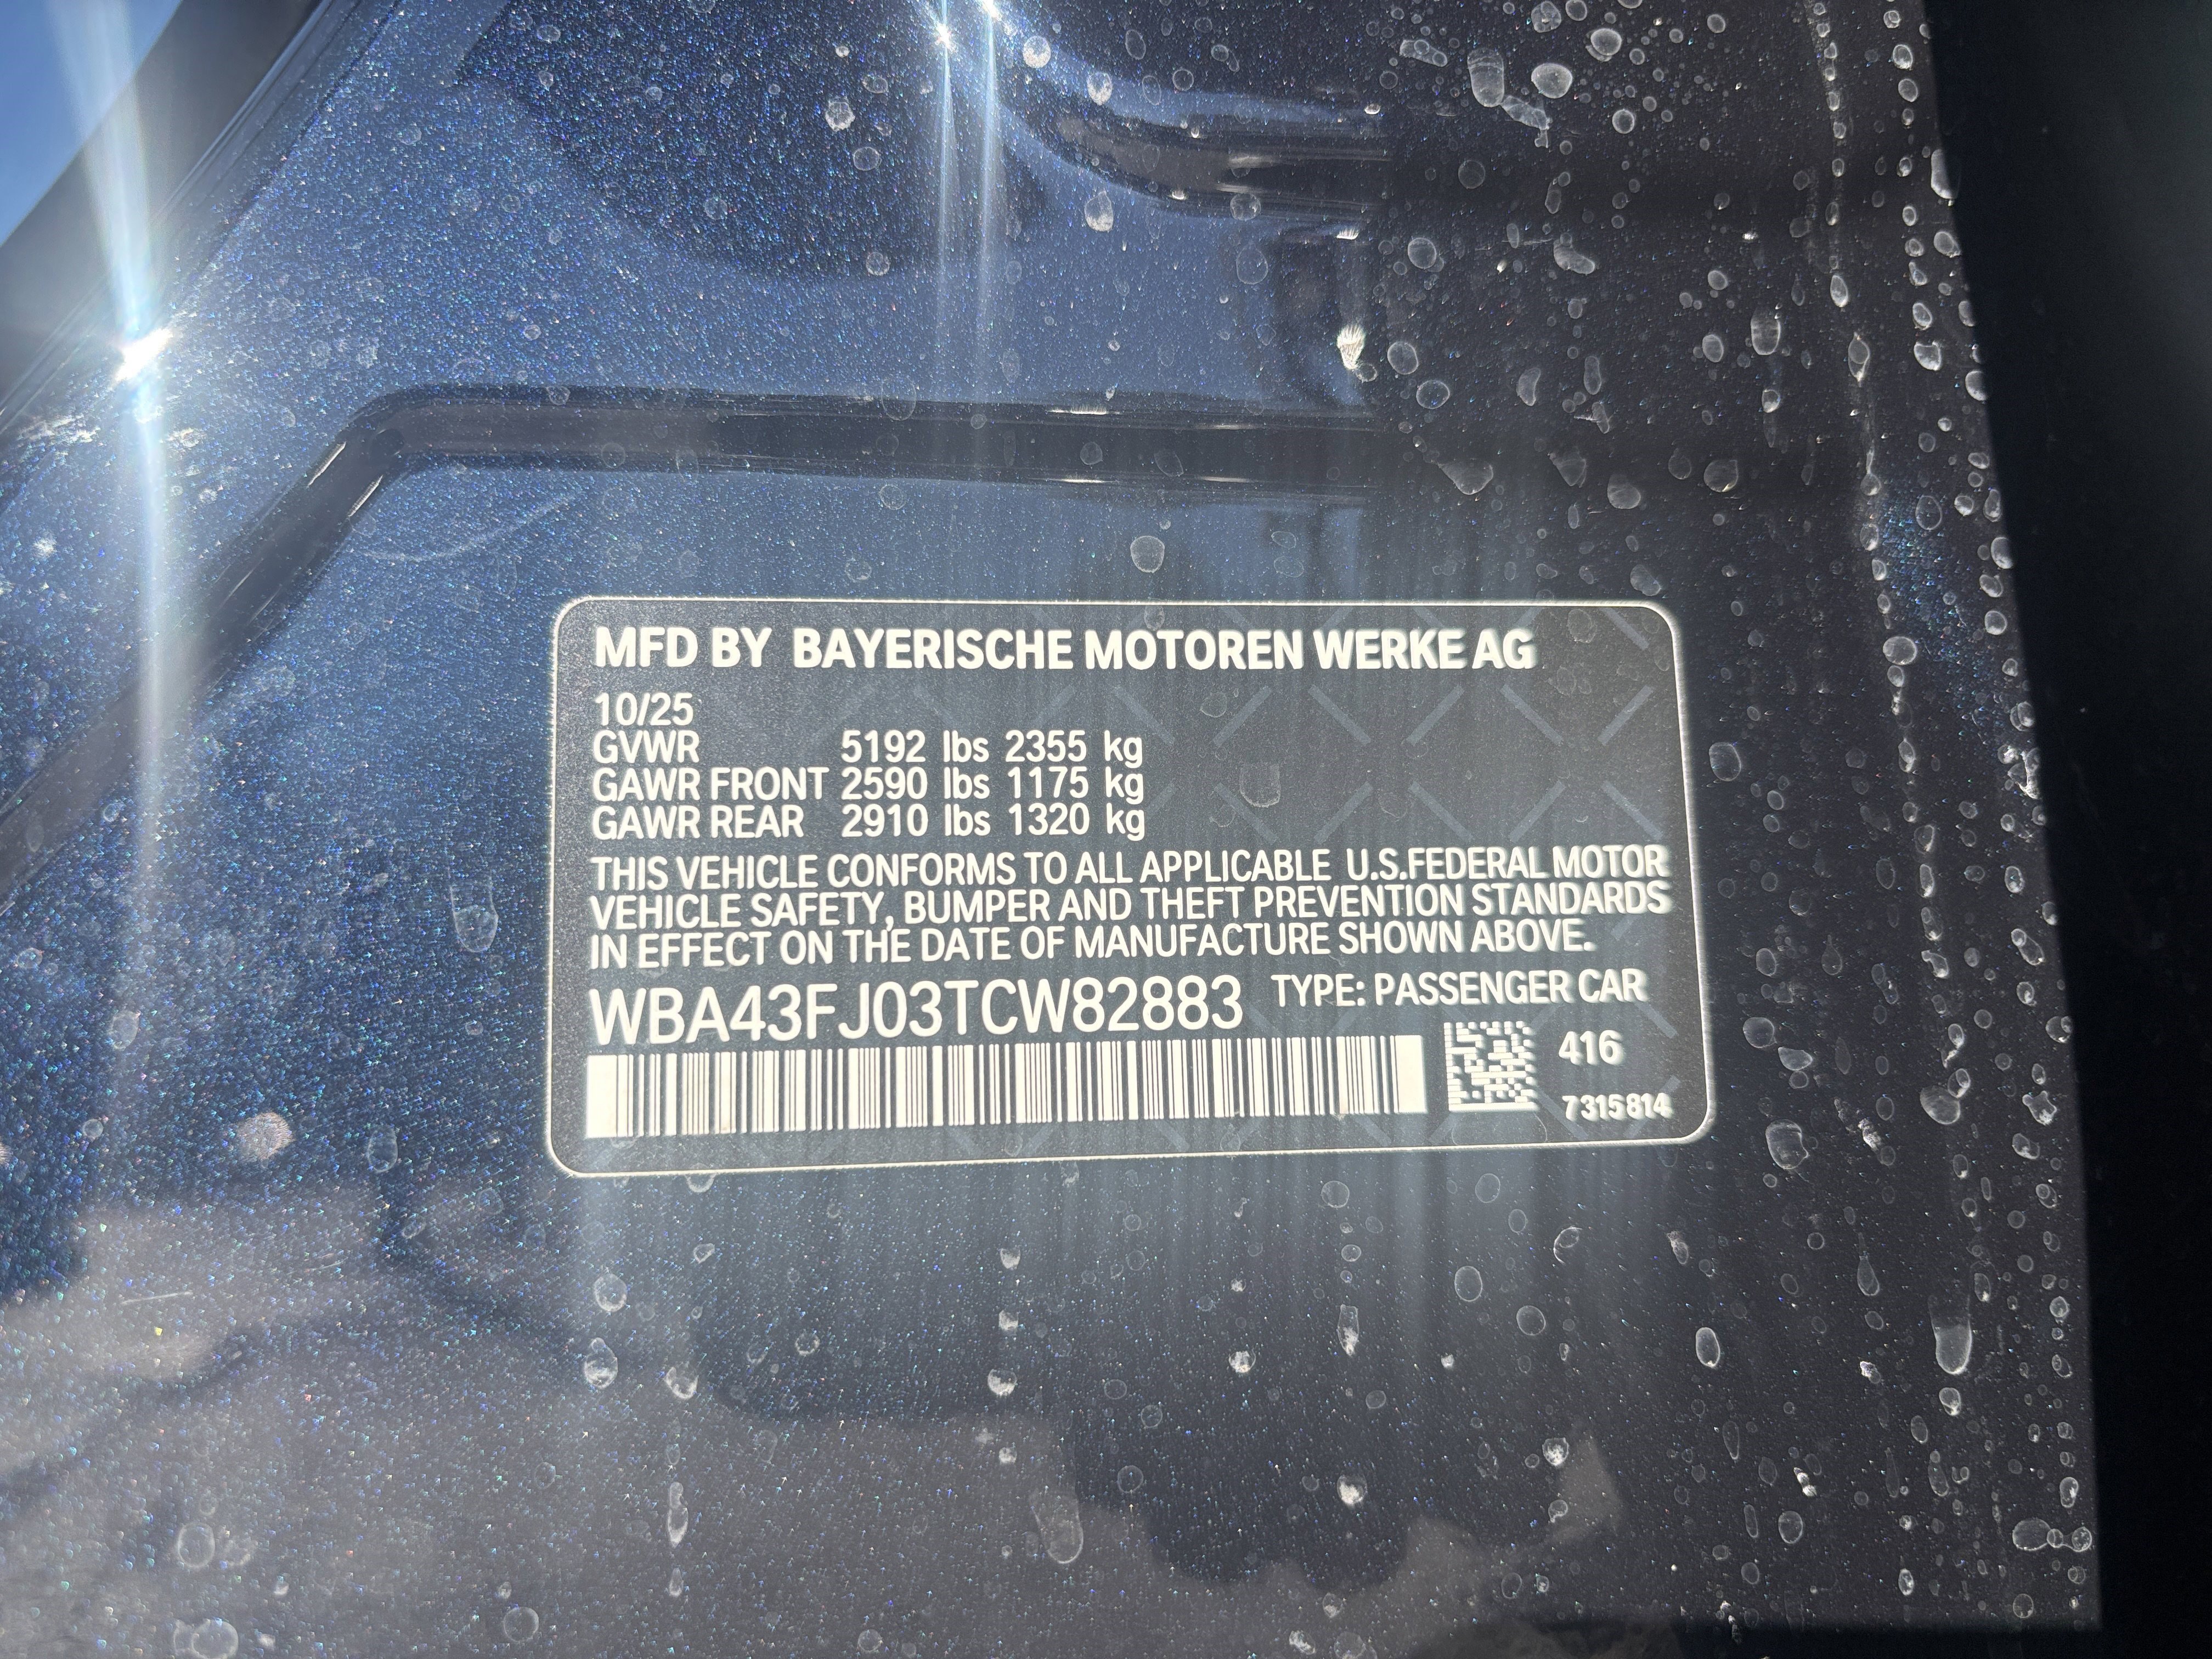 MFD BY BAYERISCHE MOTOREN WERKE AG
10/25
GVWR 5192 lbs 2355 kg
GAWR FRONT 2590 lbs 1175 kg
GAWR REAR 2910 lbs 1320 kg
THIS VEHICLE CONFORMS TO ALL APPLICABLE U.S.FEDERAL MOTOR
VEHICLE SAFETY, BUMPER AND THEFT PREVENTION STANDARDS
IN EFFECT ON THE DATE OF MANUFACTURE SHOWN ABOVE.
WBA43FJ03TCW82883 TYPE: PASSENGER CAR
416
7315814